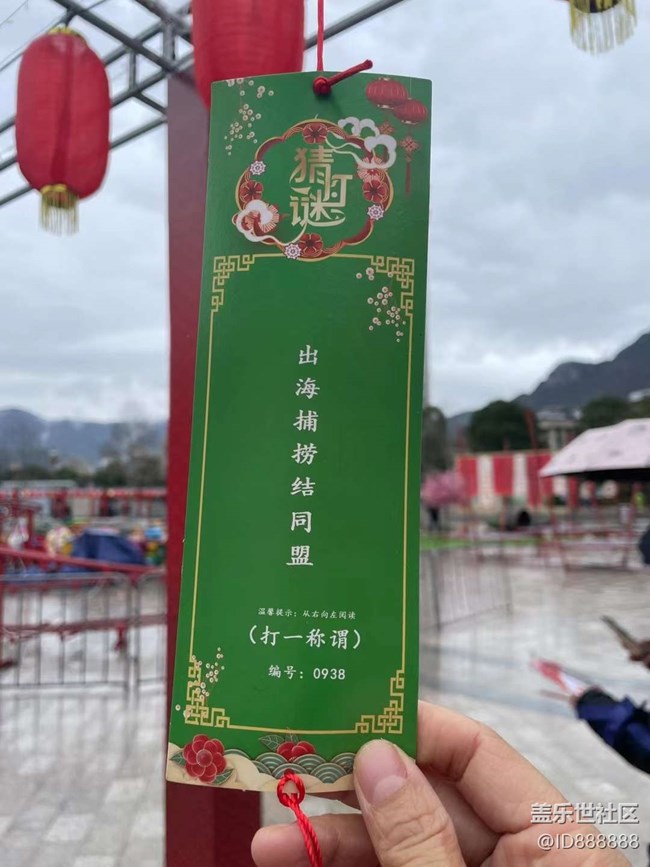 猜打谜
出海捕捞结同盟
温馨提示：从右向左阅读
（打一称谓）
编号：0938
盖乐世社区
@ID888888